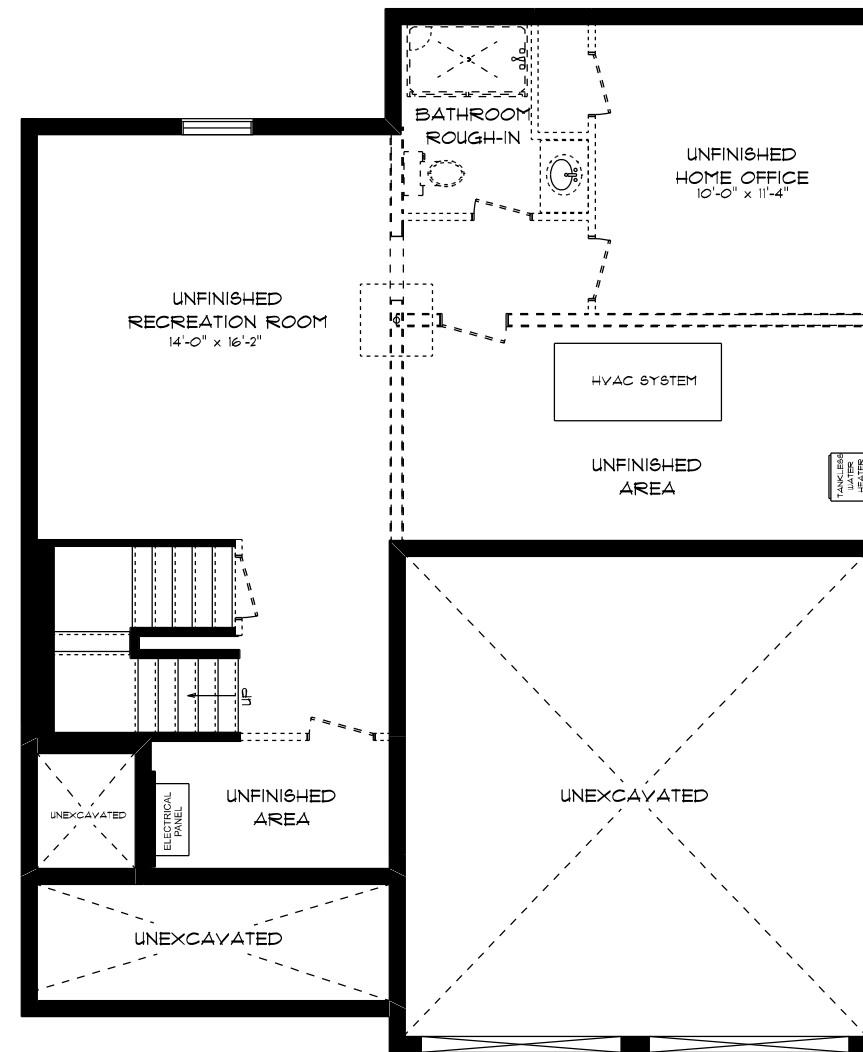 BATHROOM
ROUGH-IN
UNFINISHED
HOME OFFICE
10'-0" x 11'-4"
UNFINISHED
RECREATION ROOM
14'-0" x 16'-2"
HVAC SYSTEM
UNFINISHED
AREA
TANKLESS
WATER
HEATER
UP
UNEXCAVATED
ELECTRICAL
PANEL
UNFINISHED
AREA
UNEXCAVATED
UNEXCAVATED